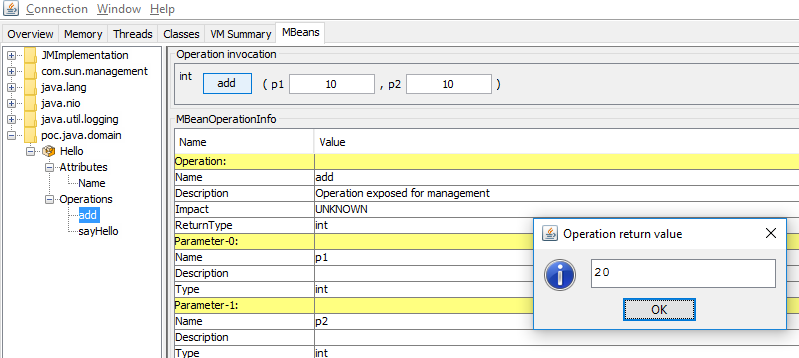 Connection Window Help
Overview Memory Threads Classes VM Summary MBeans
JMImplementation
com.sun.management
java.lang
java.nio
java.util.logging
poc.java.domain
Hello
Attributes
Name
Operations
add
sayHello
Operation invocation
int add ( p1 10 , p2 10 )
MBeanOperationInfo
Name Value
Operation:
Name add
Description Operation exposed for management
Impact UNKNOWN
ReturnType int
Parameter-0:
Name p1
Description
Type int
Parameter-1:
Name p2
Description
Type int
Operation return value
20
OK